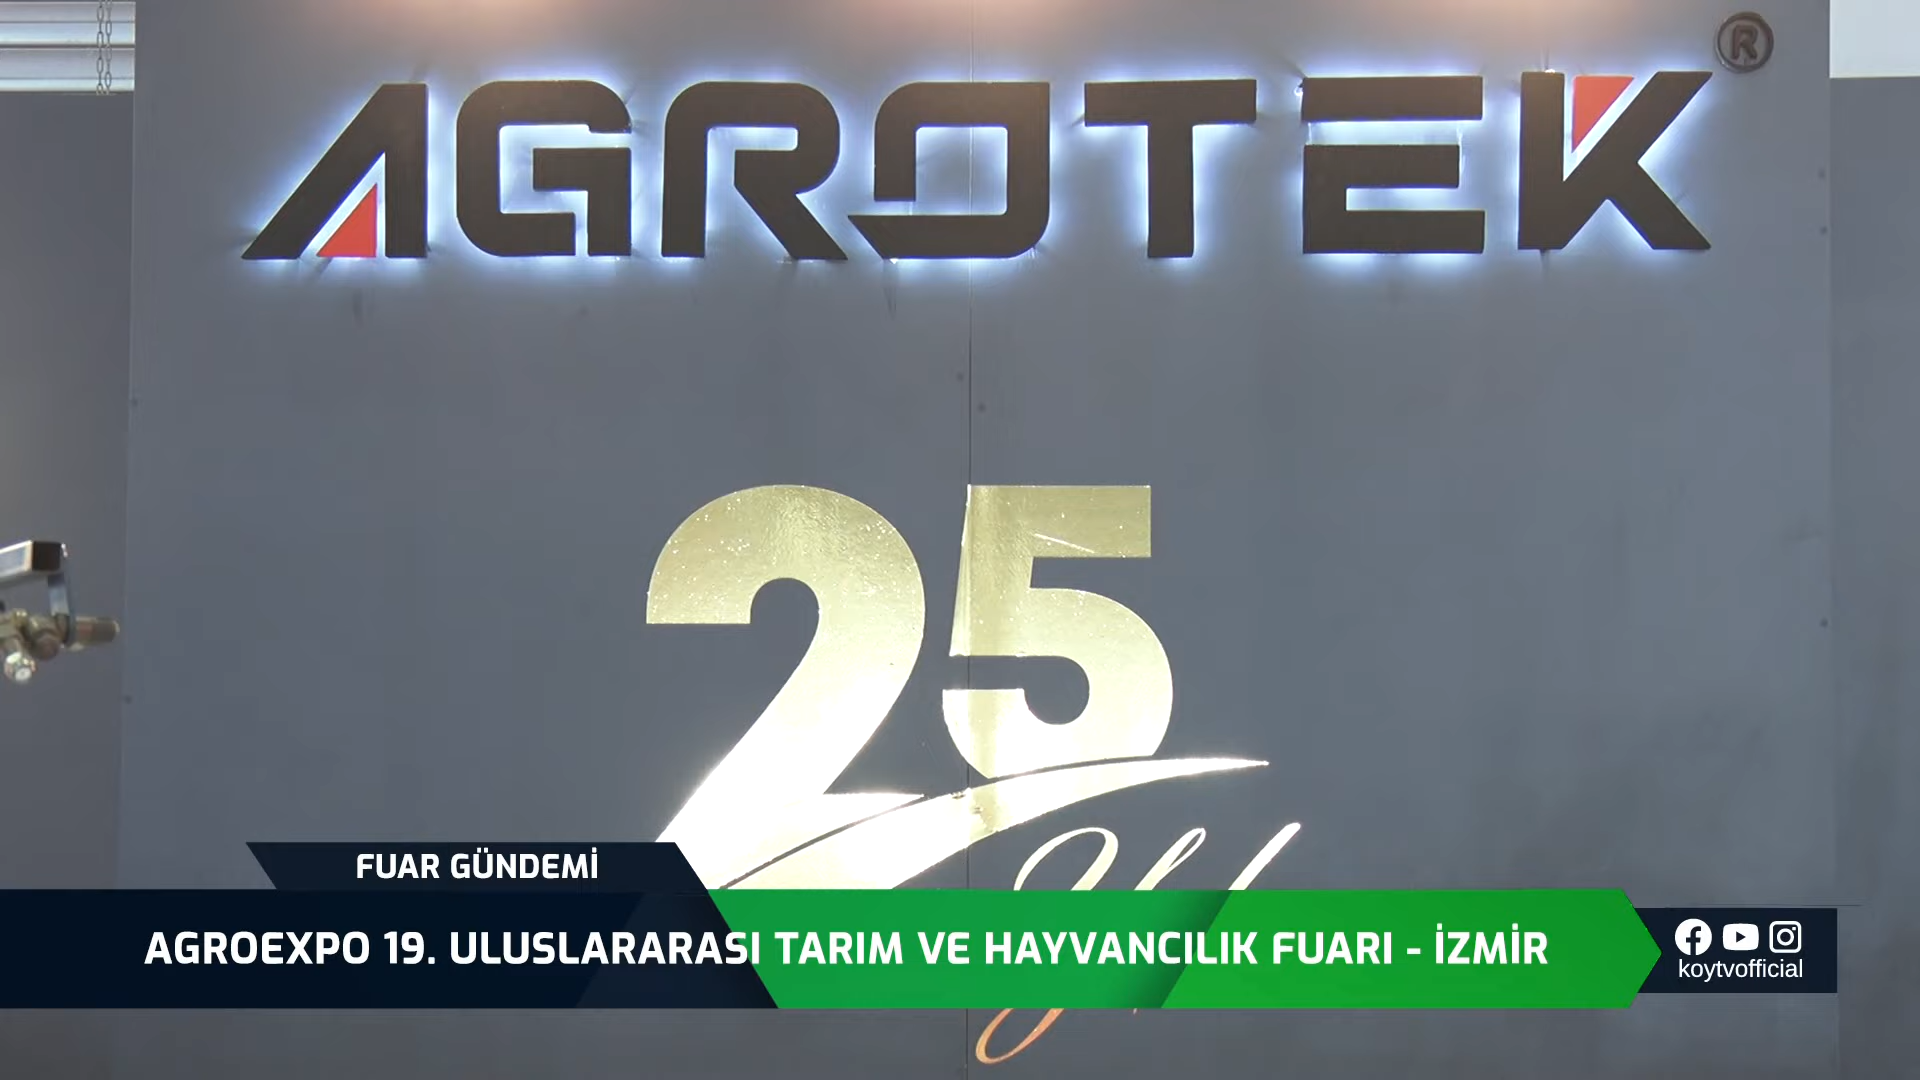 AGROTEK ®
25
FUAR GÜNDEMİ
AGROEXPO 19. ULUSLARARASI TARIM VE HAYVANCILIK FUARI - İZMİR
koytvofficial